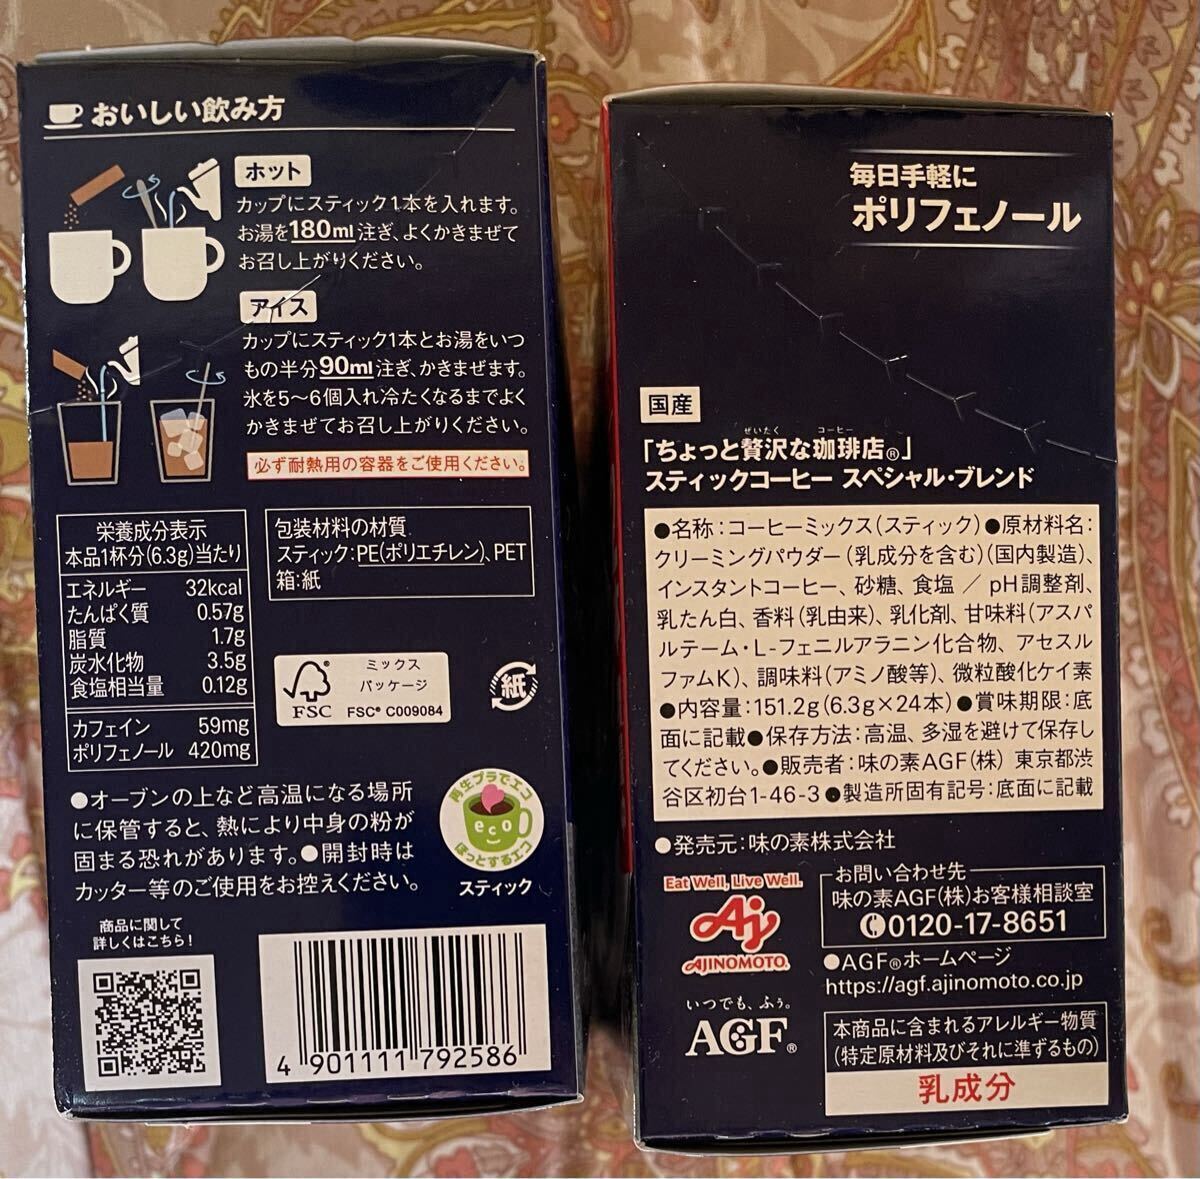 おいしい飲み方
ホット
カップにスティック1本を入れます。
お湯を180ml注ぎ、よくかきまぜて
お召し上がりください。
アイス
カップにスティック1本とお湯をいつ
もの半分90ml注ぎ、かきまぜます。
氷を5〜6個入れ冷たくなるまでよく
かきまぜてお召し上がりください。
必ず耐熱用の容器をご使用ください。
栄養成分表示
本品1杯分(6.3g)当たり
エネルギー 32kcal
たんぱく質 0.57g
脂質 1.7g
炭水化物 3.5g
食塩相当量 0.12g
カフェイン 59mg
ポリフェノール 420mg
包装材料の材質
スティック:PE(ポリエチレン)、PET
箱:紙
FSC
ミックス
パッケージ
FSC® C009084
紙
●オーブンの上など高温になる場所
に保管すると、熱により中身の粉が
固まる恐れがあります。●開封時は
カッター等のご使用をお控えください。
再生プラでエコ
eco
ほっとするエコ
スティック
商品に関して
詳しくはこちら!
4 901111 792586
毎日手軽に
ポリフェノール
国産
ぜいたく コーヒー
「ちょっと贅沢な珈琲店®」
スティックコーヒー スペシャル・ブレンド
●名称:コーヒーミックス(スティック)●原材料名:
クリーミングパウダー(乳成分を含む)(国内製造)、
インスタントコーヒー、砂糖、食塩/pH調整剤、
乳たん白、香料(乳由来)、乳化剤、甘味料(アスパ
ルテーム・L-フェニルアラニン化合物、アセスル
ファムK)、調味料(アミノ酸等)、微粒酸化ケイ素
●内容量:151.2g(6.3g×24本)●賞味期限:底
面に記載●保存方法:高温、多湿を避けて保存し
てください。●販売者:味の素AGF(株) 東京都渋
谷区初台1-46-3●製造所固有記号:底面に記載
●発売元:味の素株式会社
Eat Well, Live Well.
AJINOMOTO
お問い合わせ先
味の素AGF(株)お客様相談室
0120-17-8651
●AGF®ホームページ
https://agf.ajinomoto.co.jp
いつでも、ふぅ。
AGF®
本商品に含まれるアレルギー物質
(特定原材料及びそれに準ずるもの)
乳成分